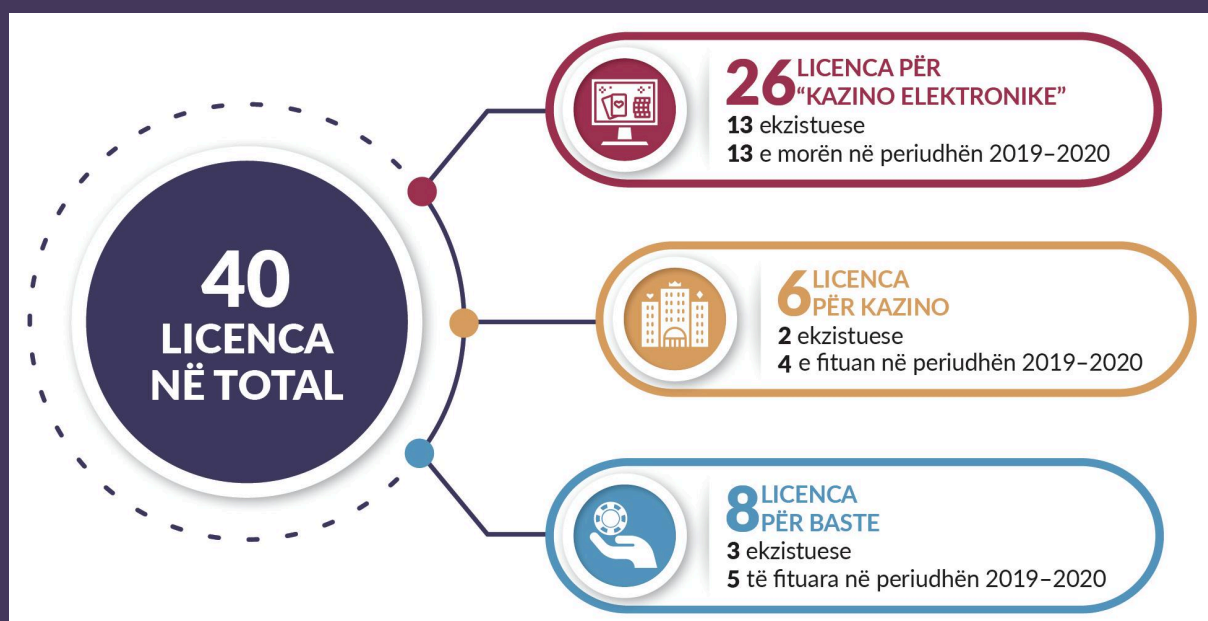 40
LICENCA
NË TOTAL
26 LICENCA PËR
“KAZINO ELEKTRONIKE”
13 ekzistuese
13 e morën në periudhën 2019–2020
6 LICENCA
PËR KAZINO
2 ekzistuese
4 e fituan në periudhën 2019–2020
8 LICENCA
PËR BASTE
3 ekzistuese
5 të fituara në periudhën 2019–2020